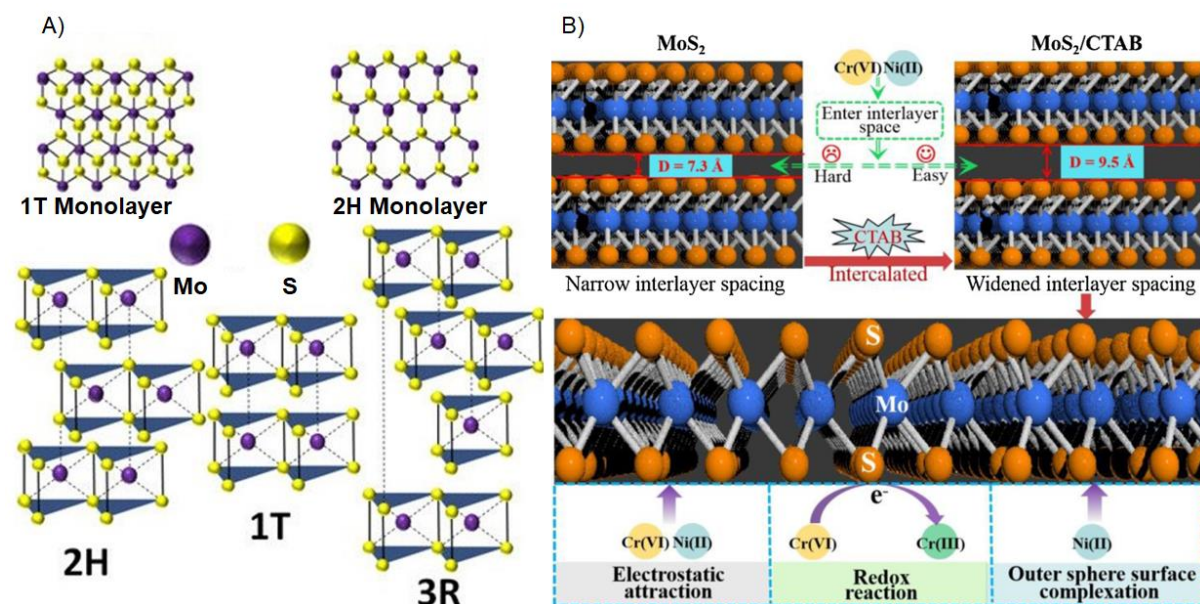 A)
1T Monolayer
2H Monolayer
Mo
S
2H
1T
3R
B)
MoS₂
MoS₂/CTAB
Cr(VI) Ni(II)
Enter interlayer
space
D = 7.3 Å
D = 9.5 Å
Hard
Easy
CTAB
Intercalated
Narrow interlayer spacing
Widened interlayer spacing
S
Mo
S
e⁻
Cr(VI) Ni(II)
Electrostatic
attraction
Cr(VI)
Cr(III)
Redox
reaction
Ni(II)
Outer sphere surface
complexation